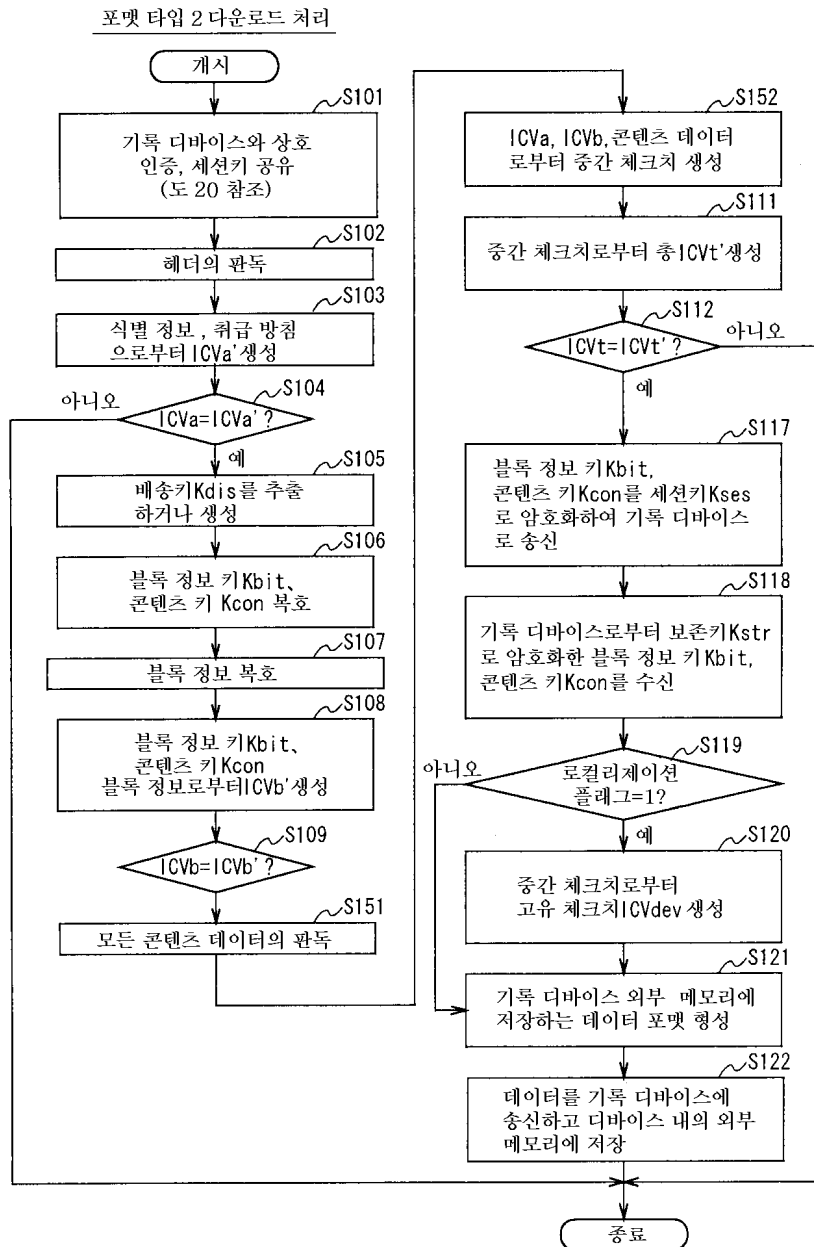 포맷 타입 2 다운로드 처리
개시
S101
기록 디바이스와 상호
인증, 세션키 공유
(도 20 참조)
S102
헤더의 판독
S103
식별 정보 , 취급 방침
으로부터 ICVa'생성
S104
아니오
ICVa=ICVa'?
예
S105
배송키Kdis를 추출
하거나 생성
S106
블록 정보 키Kbit、
콘텐츠 키 Kcon 복호
S107
블록 정보 복호
S108
블록 정보 키Kbit、
콘텐츠 키Kcon
블록 정보로부터ICVb'생성
S109
ICVb=ICVb'?
S151
모든 콘텐츠 데이터의 판독
S152
ICVa, ICVb,콘텐츠 데이터
로부터 중간 체크치 생성
S111
중간 체크치로부터 총ICVt'생성
S112
아니오
ICVt=ICVt'?
예
S117
블록 정보 키Kbit,
콘텐츠 키Kcon를 세션키Kses
로 암호화하여 기록 디바이스
로 송신
S118
기록 디바이스로부터 보존키Kstr
로 암호화한 블록 정보 키Kbit,
콘텐츠 키Kcon를 수신
S119
아니오
로컬리제이션
플래그=1?
예
S120
중간 체크치로부터
고유 체크치ICVdev 생성
S121
기록 디바이스 외부 메모리에
저장하는 데이터 포맷 형성
S122
데이터를 기록 디바이스에
송신하고 디바이스 내의 외부
메모리에 저장
종료